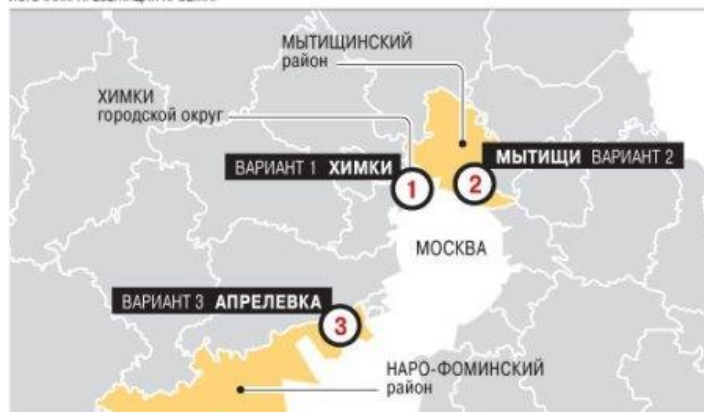 МЫТИЩИНСКИЙ
район
ХИМКИ
городской округ
ВАРИАНТ 1 ХИМКИ
1
2
МЫТИЩИ ВАРИАНТ 2
МОСКВА
ВАРИАНТ 3 АПРЕЛЕВКА
3
НАРО-ФОМИНСКИЙ
район